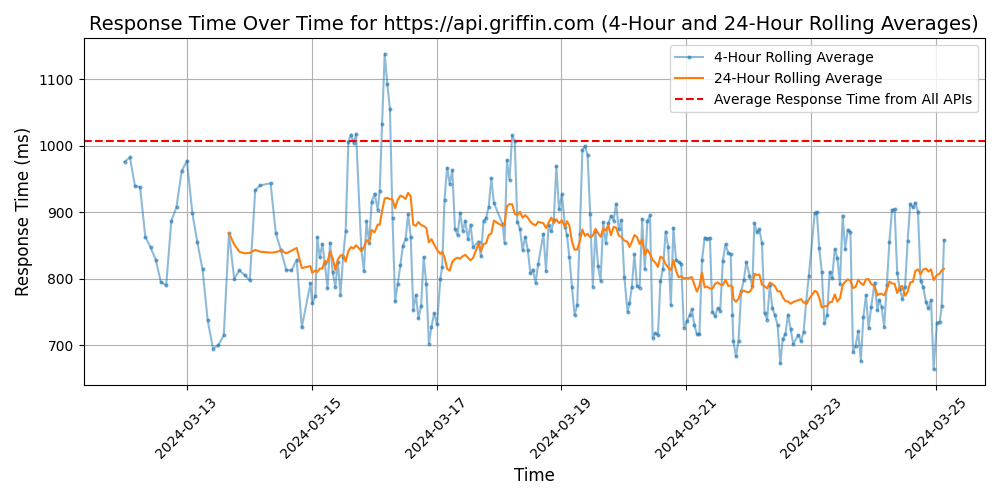 Response Time Over Time for https://api.griffin.com (4-Hour and 24-Hour Rolling Averages)
4-Hour Rolling Average
24-Hour Rolling Average
Average Response Time from All APIs
Response Time (ms)
1100
1000
900
800
700
2024-03-13
2024-03-15
2024-03-17
2024-03-19
2024-03-21
2024-03-23
2024-03-25
Time